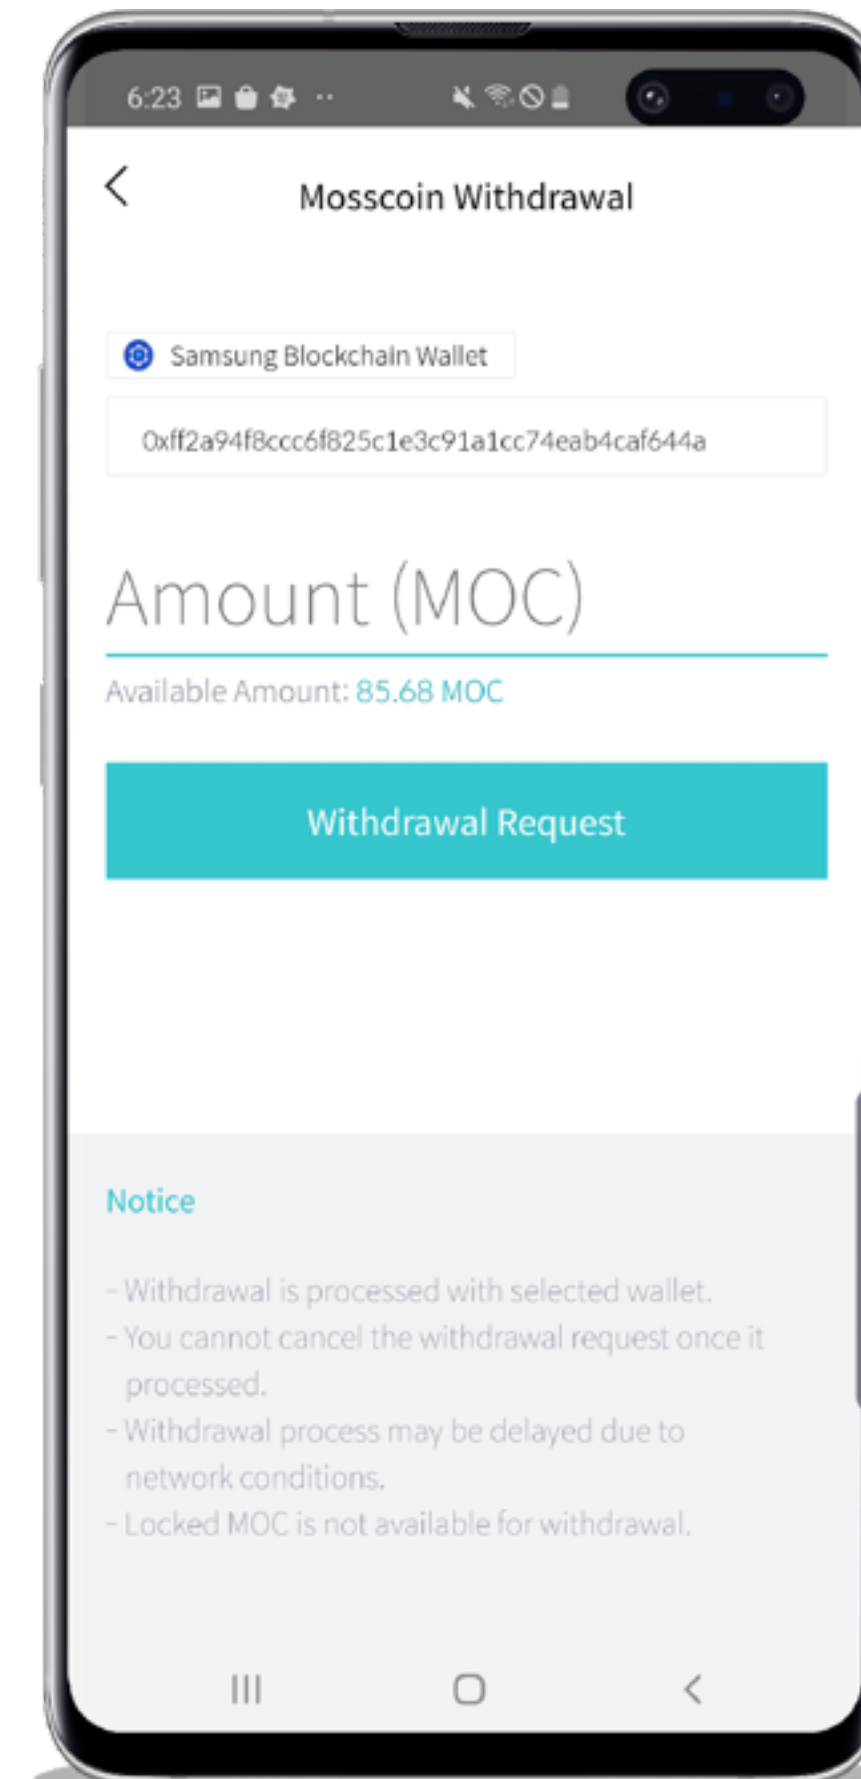 6:23
Mosscoin Withdrawal
Samsung Blockchain Wallet
0xff2a94f8ccc6f825c1e3c91a1cc74eab4caf644a
Amount (MOC)
Available Amount: 85.68 MOC
Withdrawal Request
Notice
- Withdrawal is processed with selected wallet.
- You cannot cancel the withdrawal request once it
processed.
- Withdrawal process may be delayed due to
network conditions.
- Locked MOC is not available for withdrawal.